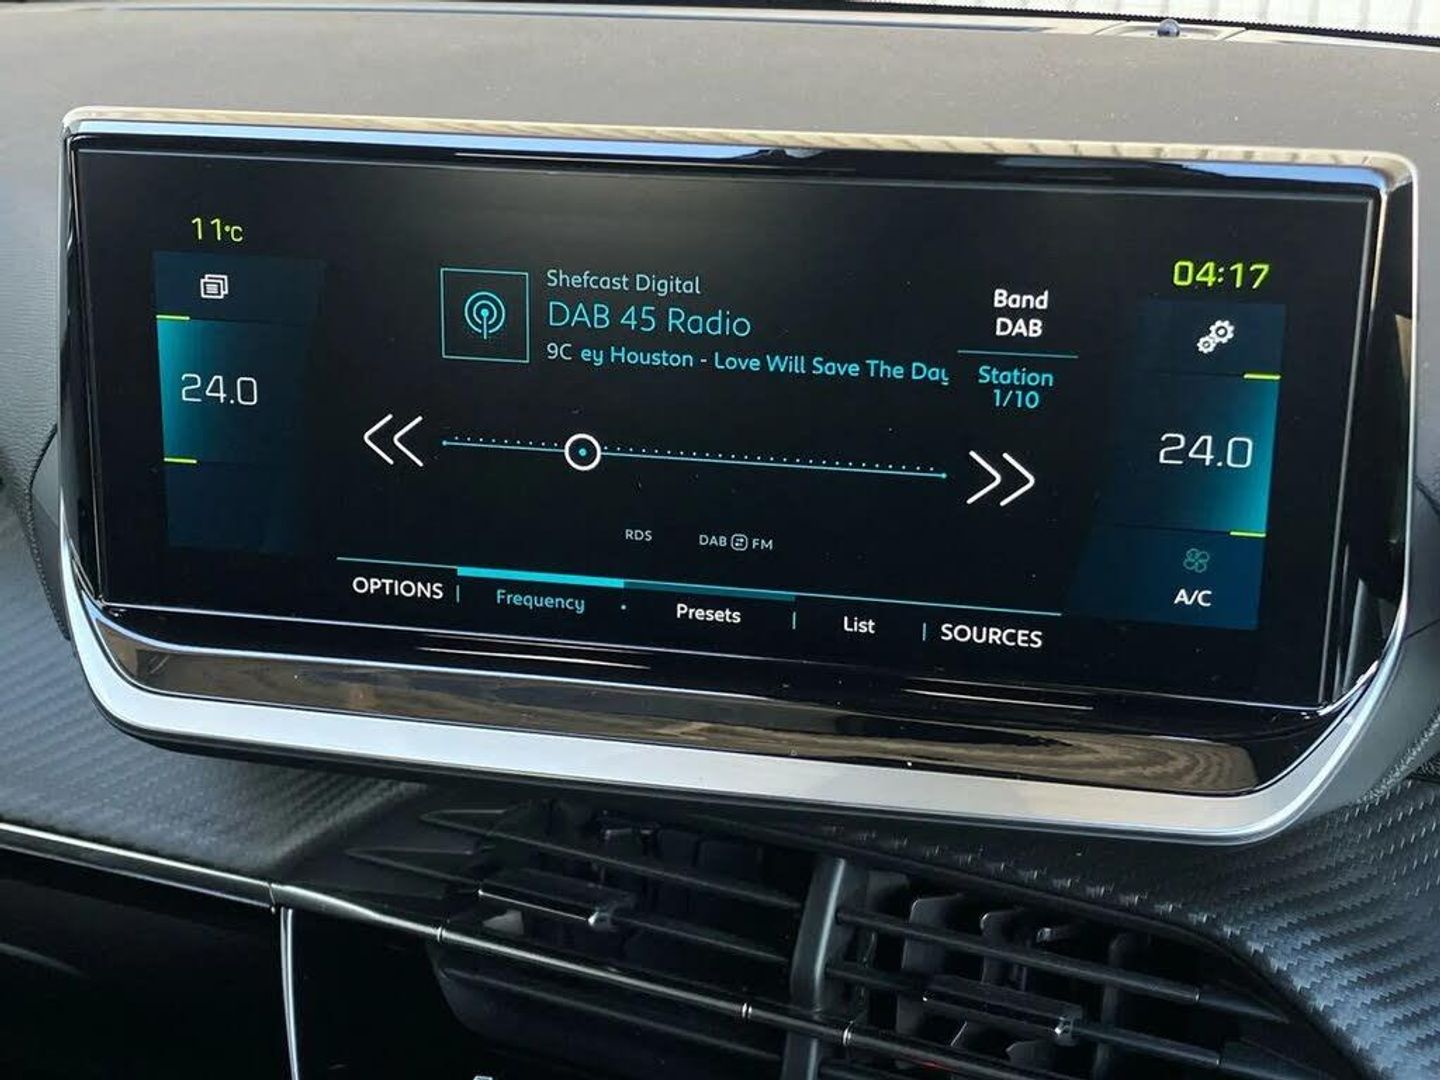 11°C
04:17
Shefcast Digital
DAB 45 Radio
9C ey Houston - Love Will Save The Day
Band
DAB
Station
1/10
24.0
24.0
RDS
DAB FM
A/C
OPTIONS | Frequency • Presets | List | SOURCES